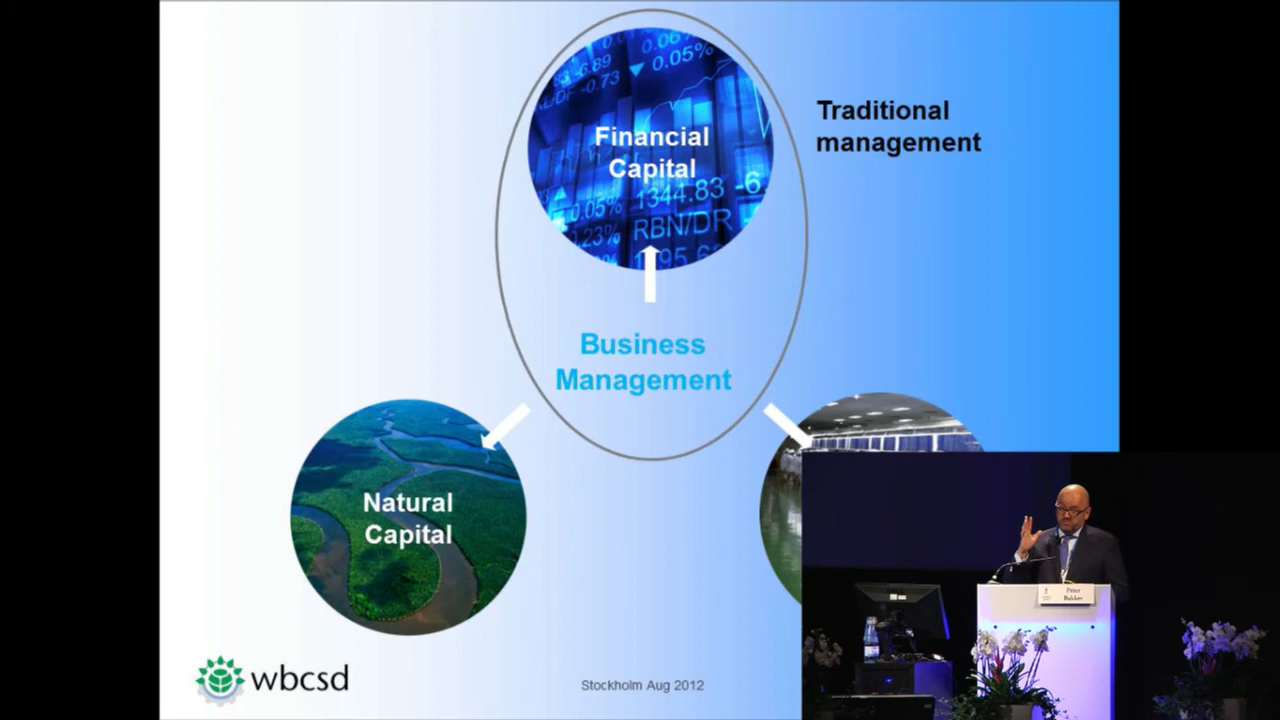 0.06
0.05%
-6.89
-0.73
Financial
Capital
1344.83 -6
0.05%
RBN/DR
.23%
Traditional
management
Business
Management
Natural
Capital
wbcsd
Stockholm Aug 2012
Peter
Bakker